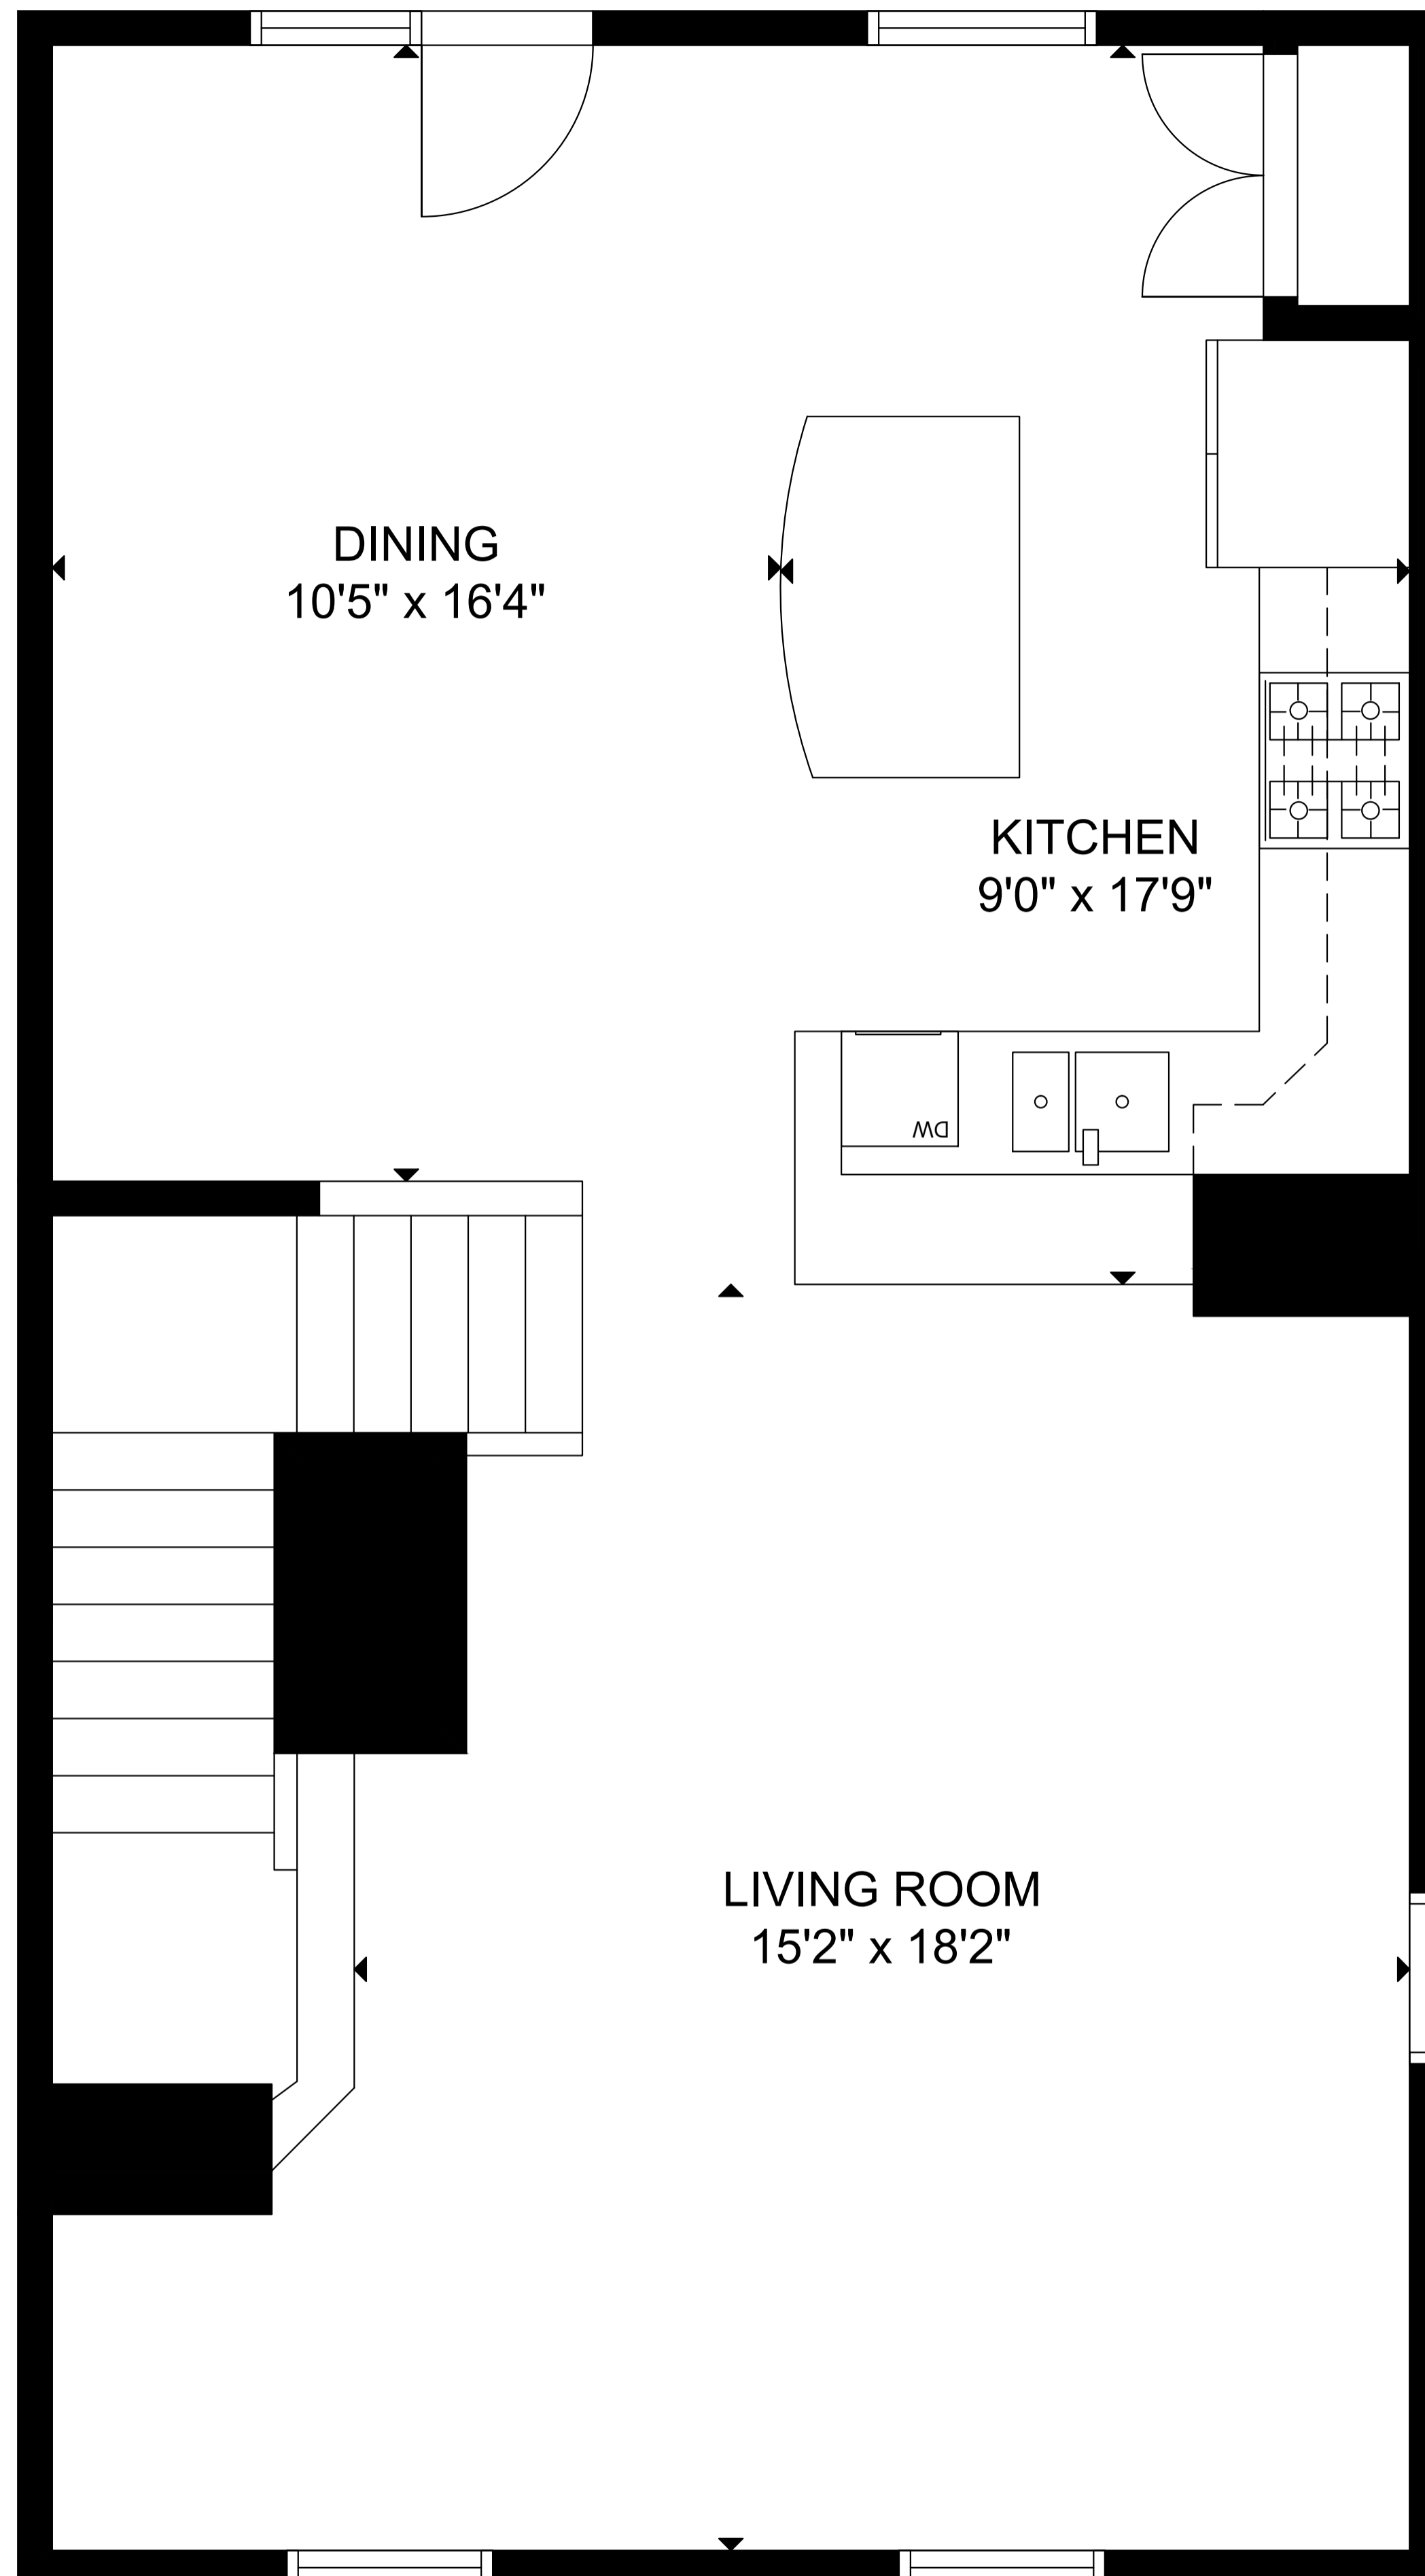 DINING
10'5" x 16'4"
KITCHEN
9'0" x 17'9"
DW
LIVING ROOM
15'2" x 18'2"